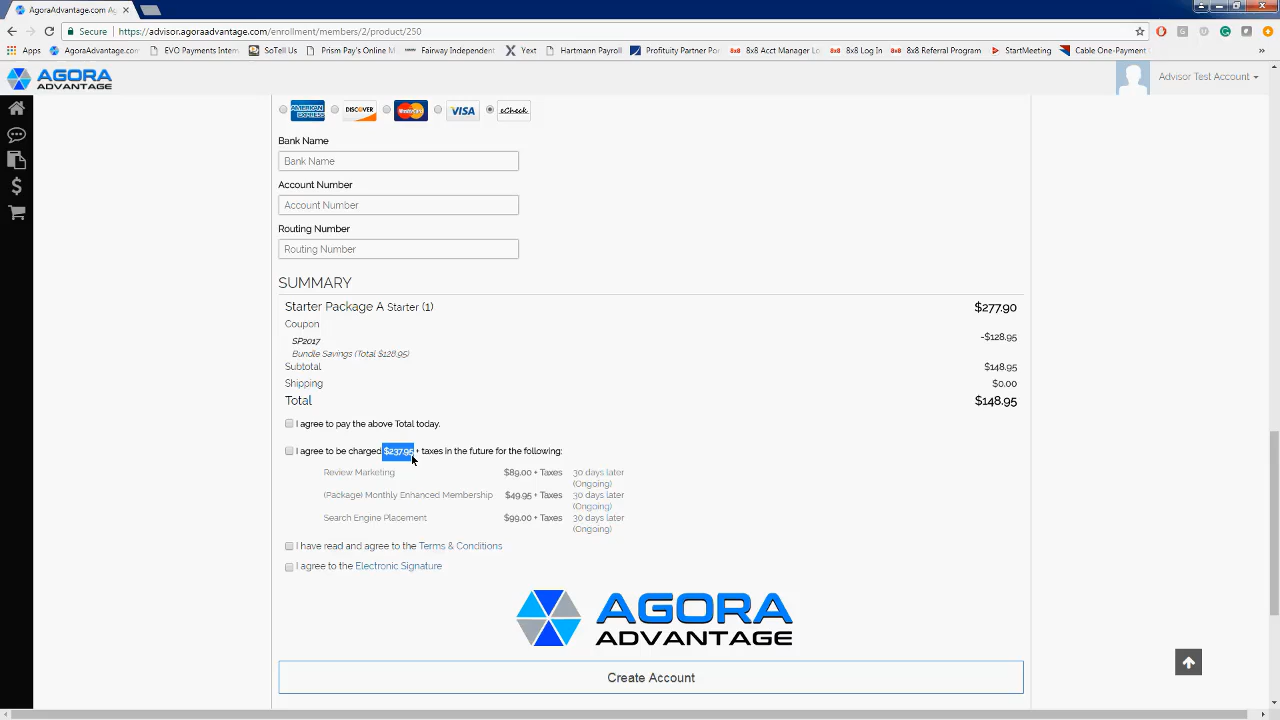 AgoraAdvantage.com Ag
Secure
https://advisor.agoraadvantage.com/enrollment/members/2/product/250
Apps
AgoraAdvantage.com
EVO Payments Intern
SoTellUs
Prism Pay's Online M
Fairway Independent
Yext
Hartmann Payroll
Profituity Partner Por
8x8 Act Manager Lo
8x8 Log In
8x8 Referral Program
StartMeeting
Cable One-Payment
AGORA
ADVANTAGE
Advisor Test Account
AMERICAN EXPRESS
DISCOVER
MasterCard
VISA
eCheck
Bank Name
Bank Name
Account Number
Account Number
Routing Number
Routing Number
SUMMARY
Starter Package A Starter (1) $277.90
Coupon
SP2017 -$128.95
Bundle Savings (Total $128.95)
Subtotal $148.95
Shipping $0.00
Total $148.95
I agree to pay the above Total today.
I agree to be charged $237.95 + taxes in the future for the following:
Review Marketing $89.00 + Taxes 30 days later
(Ongoing)
(Package) Monthly Enhanced Membership $49.95 + Taxes 30 days later
(Ongoing)
Search Engine Placement $99.00 + Taxes 30 days later
(Ongoing)
I have read and agree to the Terms & Conditions
I agree to the Electronic Signature
AGORA
ADVANTAGE
Create Account